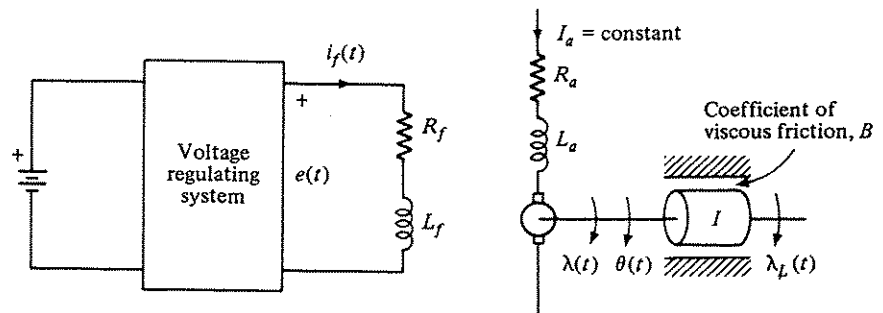 i_f(t)
+
R_f
+
Voltage
regulating
system
e(t)
L_f
I_a = constant
R_a
Coefficient of
viscous friction, B
L_a
I
λ(t)
θ(t)
λ_L(t)